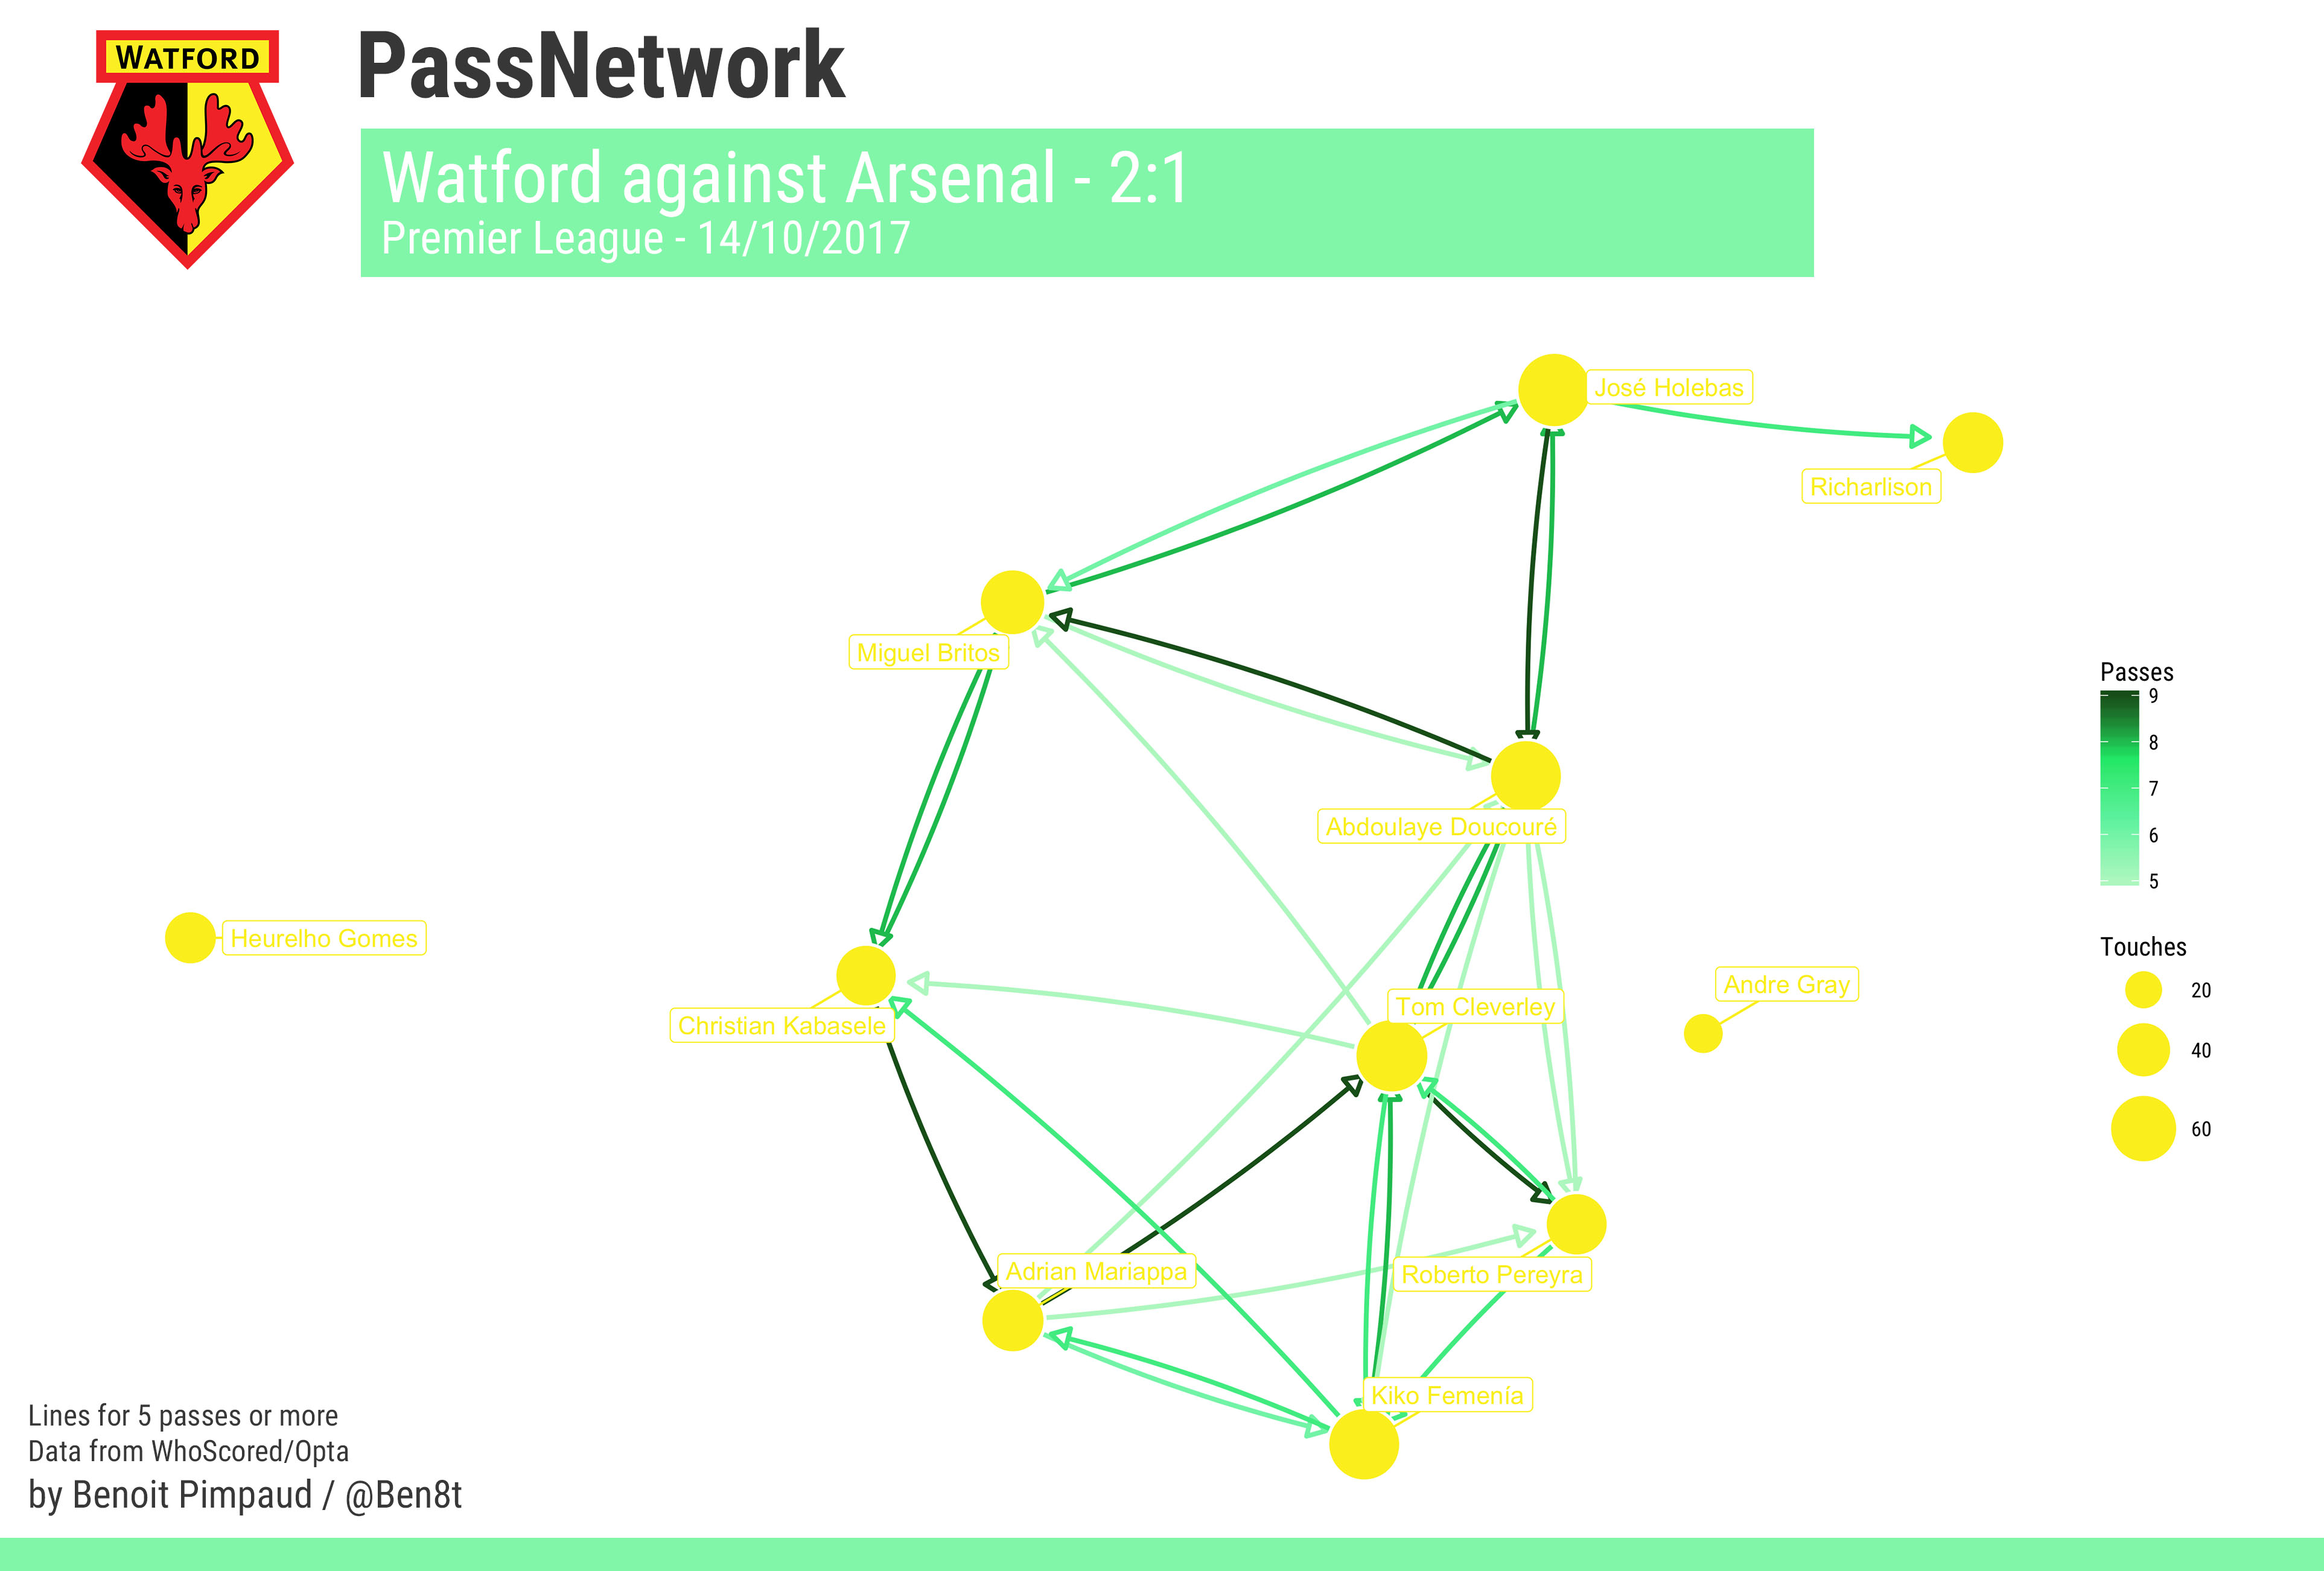 WATFORD
PassNetwork
Watford against Arsenal - 2:1
Premier League - 14/10/2017
José Holebas
Richarlison
Miguel Britos
Abdoulaye Doucouré
Heurelho Gomes
Andre Gray
Tom Cleverley
Christian Kabasele
Adrian Mariappa
Roberto Pereyra
Kiko Femenía
Passes
9
8
7
6
5
Touches
20
40
60
Lines for 5 passes or more
Data from WhoScored/Opta
by Benoit Pimpaud / @Ben8t